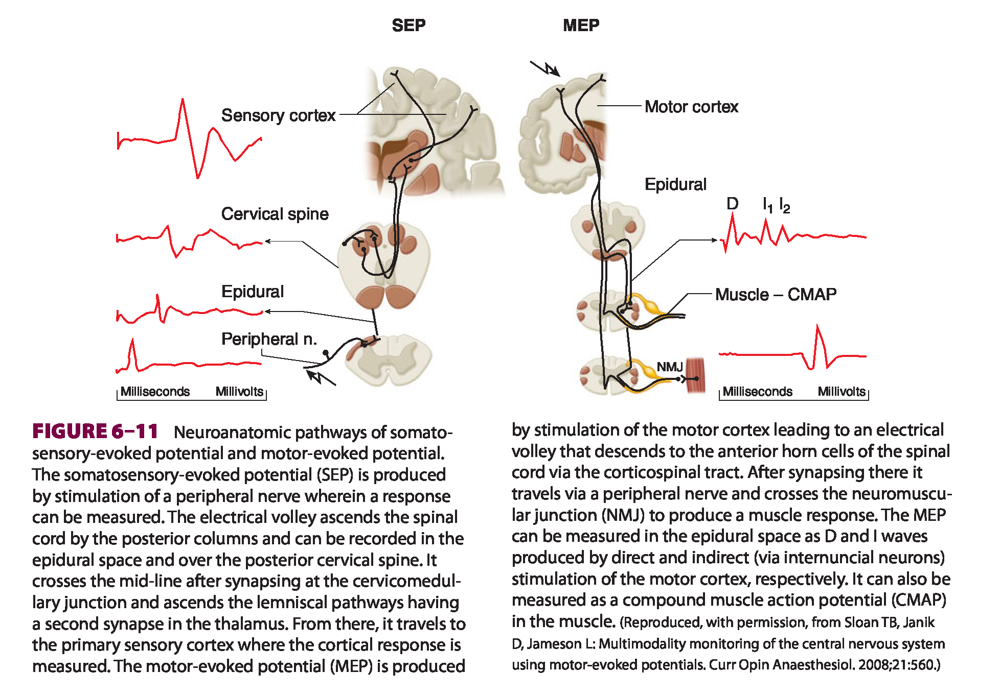 SEP
Sensory cortex
Cervical spine
Epidural
Peripheral n.
Milliseconds Millivolts
MEP
Motor cortex
Epidural
D I1 I2
Muscle – CMAP
NMJ
Milliseconds Millivolts
FIGURE 6–11 Neuroanatomic pathways of somato-
sensory-evoked potential and motor-evoked potential.
The somatosensory-evoked potential (SEP) is produced
by stimulation of a peripheral nerve wherein a response
can be measured. The electrical volley ascends the spinal
cord by the posterior columns and can be recorded in the
epidural space and over the posterior cervical spine. It
crosses the mid-line after synapsing at the cervicomedul-
lary junction and ascends the lemniscal pathways having
a second synapse in the thalamus. From there, it travels to
the primary sensory cortex where the cortical response is
measured. The motor-evoked potential (MEP) is produced
by stimulation of the motor cortex leading to an electrical
volley that descends to the anterior horn cells of the spinal
cord via the corticospinal tract. After synapsing there it
travels via a peripheral nerve and crosses the neuromuscu-
lar junction (NMJ) to produce a muscle response. The MEP
can be measured in the epidural space as D and I waves
produced by direct and indirect (via internuncial neurons)
stimulation of the motor cortex, respectively. It can also be
measured as a compound muscle action potential (CMAP)
in the muscle. (Reproduced, with permission, from Sloan TB, Janik
D, Jameson L: Multimodality monitoring of the central nervous system
using motor-evoked potentials. Curr Opin Anaesthesiol. 2008;21:560.)